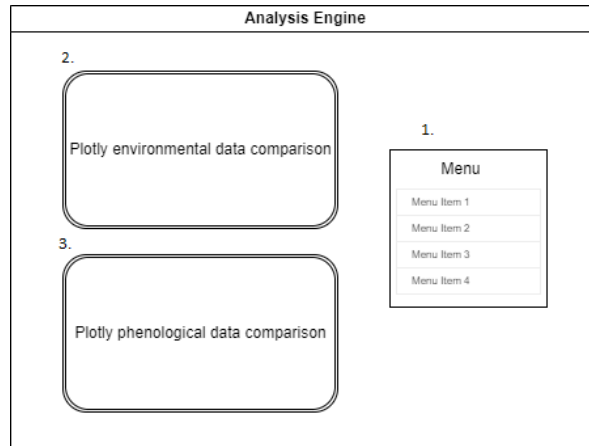 Analysis Engine
2.
Plotly environmental data comparison
1.
Menu
Menu Item 1
Menu Item 2
Menu Item 3
Menu Item 4
3.
Plotly phenological data comparison